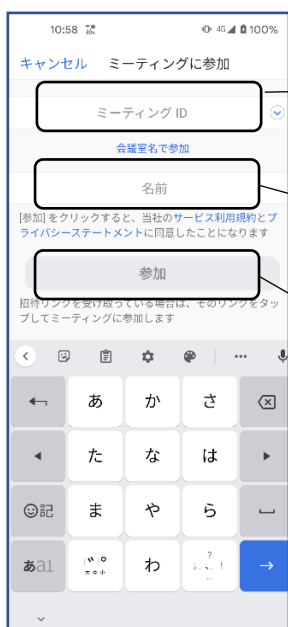 10:58
4G 100%
キャンセル ミーティングに参加
ミーティング ID
会議室名で参加
名前
[参加] をクリックすると、当社のサービス利用規約とプ
ライバシーステートメントに同意したことになります
参加
招待リンクを受け取っている場合は、そのリンクをタッ
プしてミーティングに参加します
あ か さ
た な は
☺記 ま や ら
あa1 わ 、。?!